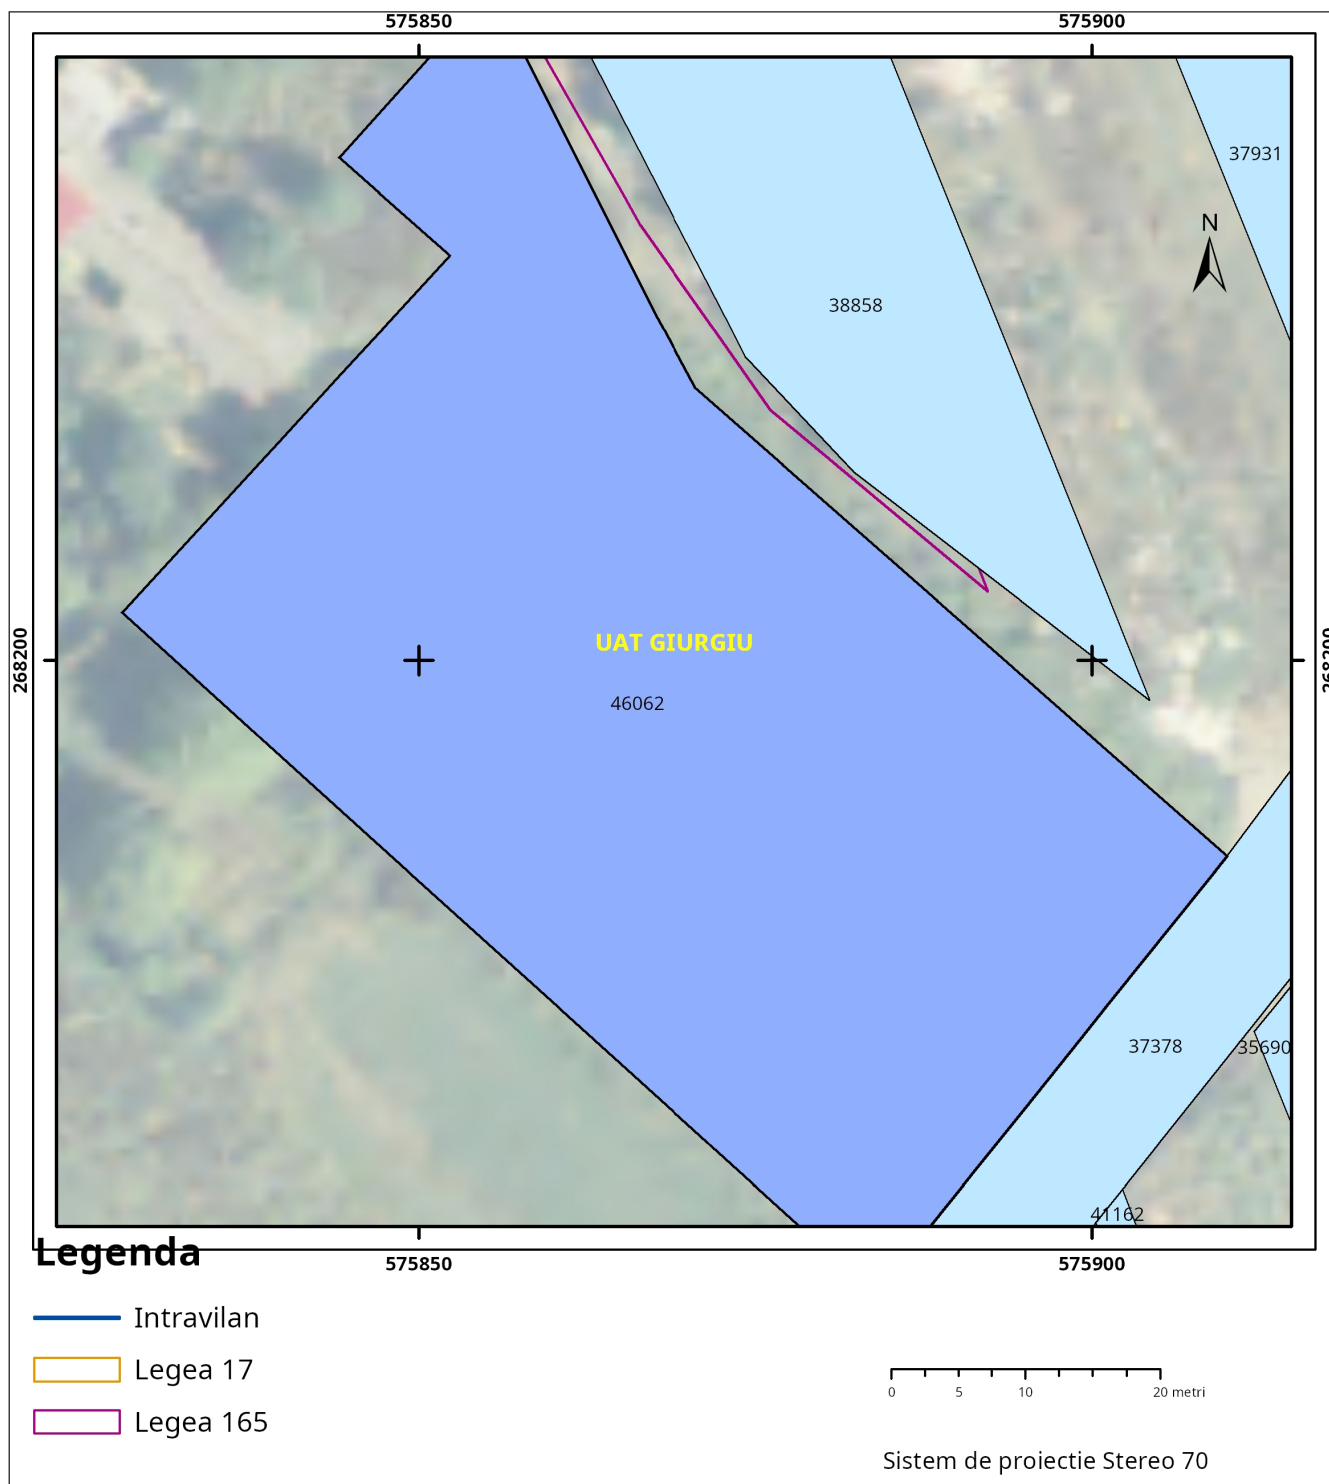 575850
575900
37931
N
38858
268200
268200
UAT GIURGIU
46062
37378
35690
41162
575850
575900
Legenda
Intravilan
Legea 17
Legea 165
0 5 10 20 metri
Sistem de proiectie Stereo 70